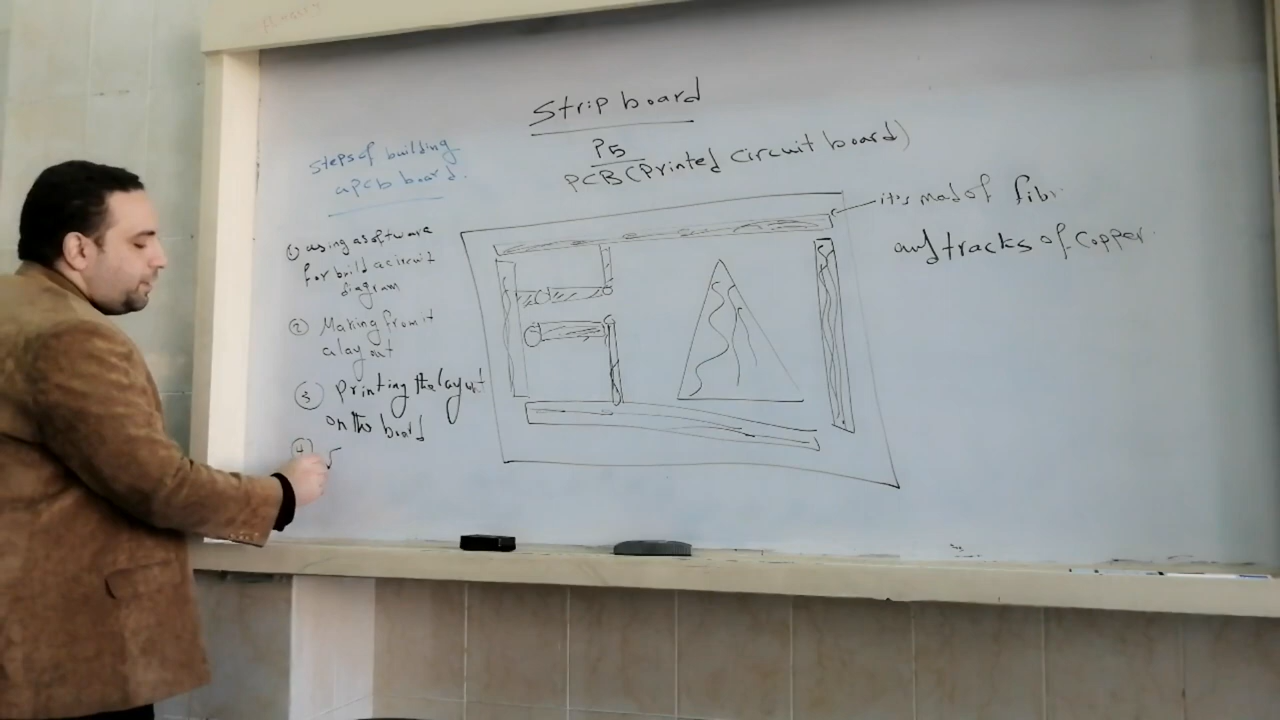 Strip board
P5
PCB (Printed Circuit board)
Steps of building
a pcb board.
① using a software
for build a circuit
diagram
② Making from it
a lay out
③ printing the layout
on the board
④
it's mad of fibr
and tracks of Copper